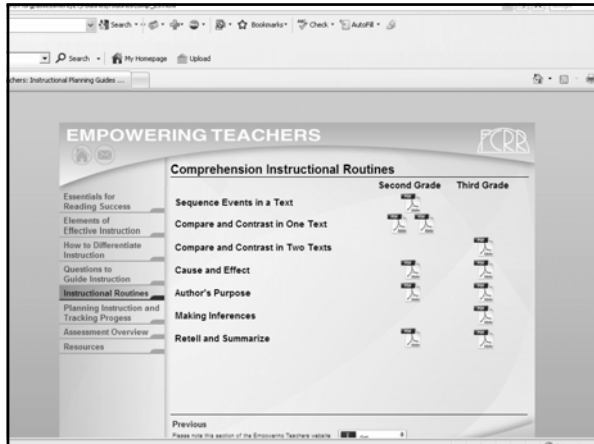 Search
Bookmarks
Check
AutoFill
Search
My Homepage
Upload
chers: Instructional Planning Guides ...
EMPOWERING TEACHERS
FCRR
Comprehension Instructional Routines
Second Grade Third Grade
Essentials for
Reading Success
Elements of
Effective Instruction
How to Differentiate
Instruction
Questions to
Guide Instruction
Instructional Routines
Planning Instruction and
Tracking Progess
Assessment Overview
Resources
Sequence Events in a Text
Compare and Contrast in One Text
Compare and Contrast in Two Texts
Cause and Effect
Author's Purpose
Making Inferences
Retell and Summarize
Previous
Please note this section of the Empowering Teachers website